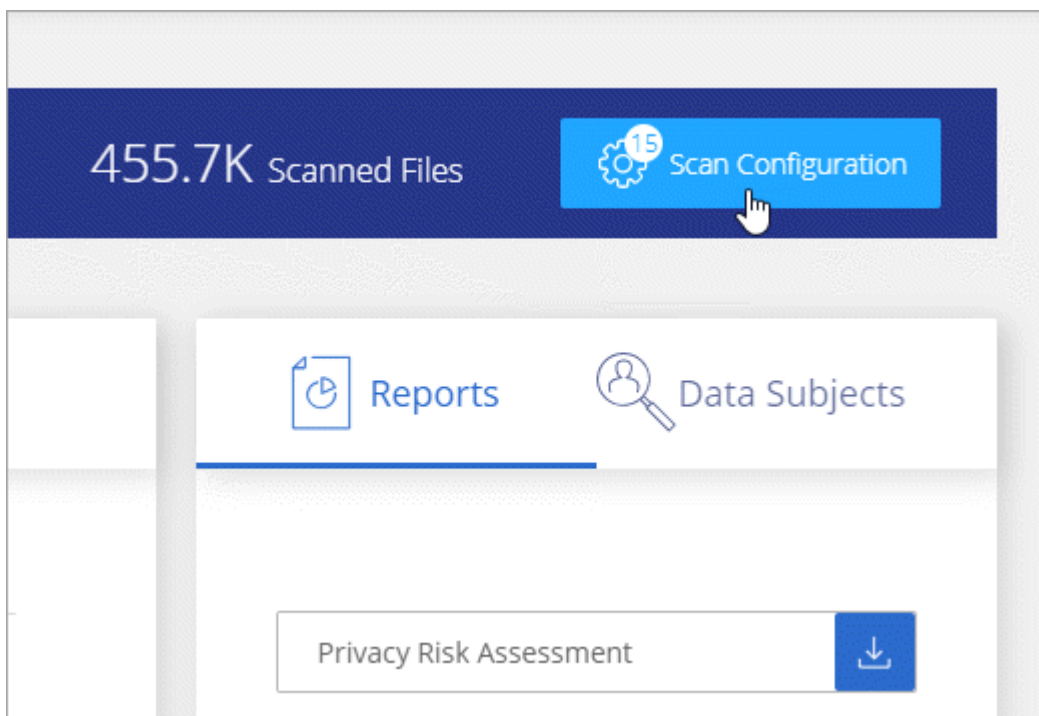 455.7K Scanned Files
15
Scan Configuration
Reports
Data Subjects
Privacy Risk Assessment